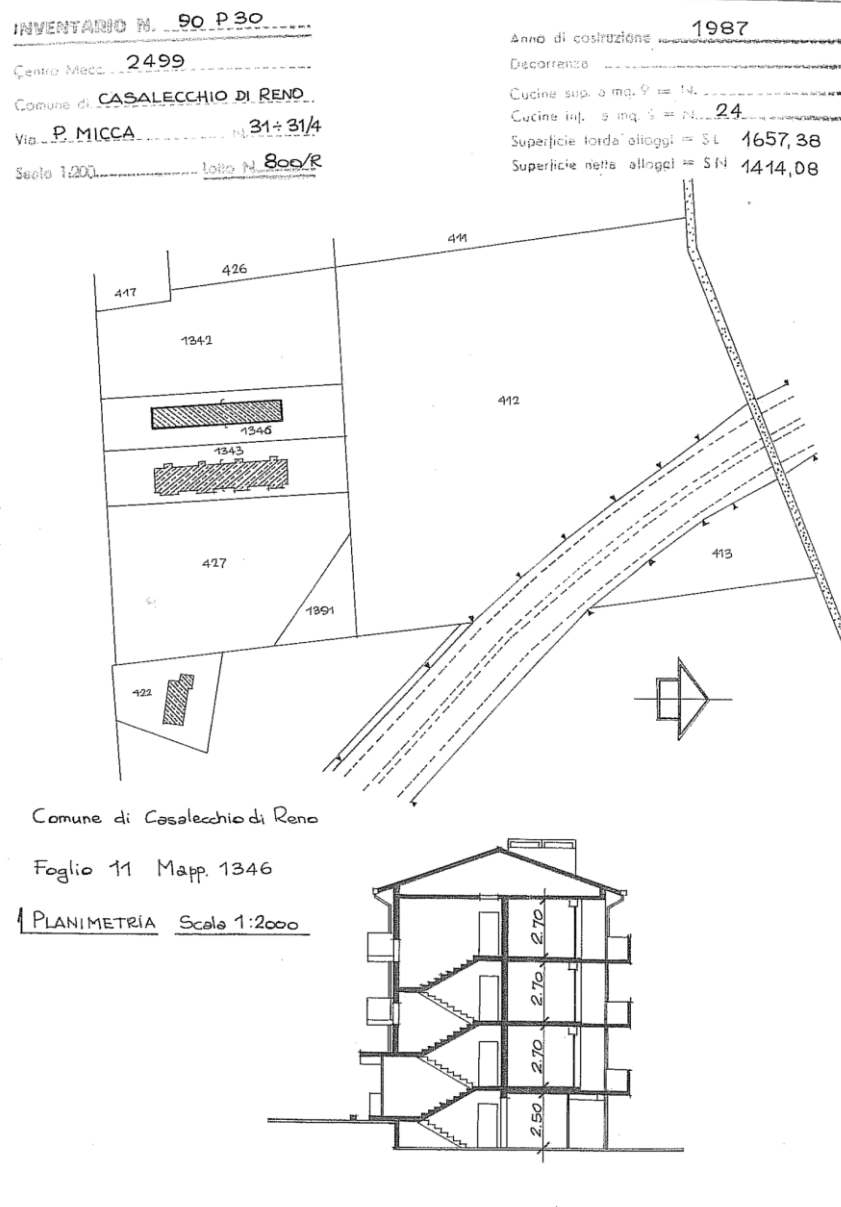 INVENTARIO N. 90 P 30
Centro Mecc. 2499
Comune di CASALECCHIO DI RENO
Via P. MICCA N. 31÷31/4
Scala 1:200 Lotto N. 800/R
Anno di costruzione 1987
Decorrenza
Cucine sup. a mq. 9 = N.
Cucine inf. a mq. 9 = N. 24
Superficie lorda alloggi = SL 1657,38
Superficie netta alloggi = SN 1414,08
411
426
417
1342
412
1346
1343
427
413
1391
422
Comune di Casalecchio di Reno
Foglio 11 Mapp. 1346
PLANIMETRIA Scala 1:2000
2.70
2.70
2.70
2.50